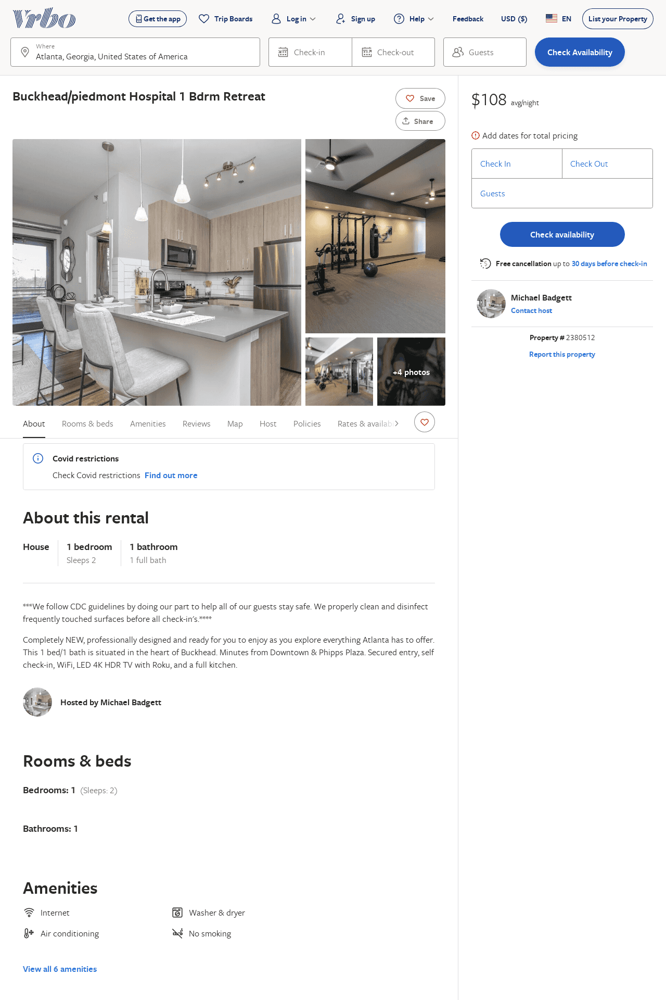 Vrbo
Get the app
Trip Boards
Log in
Sign up
Help
Feedback
USD ($)
EN
List your Property
Where
Atlanta, Georgia, United States of America
Check-in
Check-out
Guests
Check Availability
Buckhead/piedmont Hospital 1 Bdrm Retreat
Save
Share
$108 avg/night
Add dates for total pricing
Check In
Check Out
Guests
Check availability
Free cancellation up to 30 days before check-in
Michael Badgett
Contact host
Property # 2380512
Report this property
+4 photos
About
Rooms & beds
Amenities
Reviews
Map
Host
Policies
Rates & availab
Covid restrictions
Check Covid restrictions Find out more
About this rental
House
1 bedroom
Sleeps 2
1 bathroom
1 full bath
***We follow CDC guidelines by doing our part to help all of our guests stay safe. We properly clean and disinfect
frequently touched surfaces before all check-in's.****
Completely NEW, professionally designed and ready for you to enjoy as you explore everything Atlanta has to offer.
This 1 bed/1 bath is situated in the heart of Buckhead. Minutes from Downtown & Phipps Plaza. Secured entry, self
check-in, WiFi, LED 4K HDR TV with Roku, and a full kitchen.
Hosted by Michael Badgett
Rooms & beds
Bedrooms: 1 (Sleeps: 2)
Bathrooms: 1
Amenities
Internet
Washer & dryer
Air conditioning
No smoking
View all 6 amenities